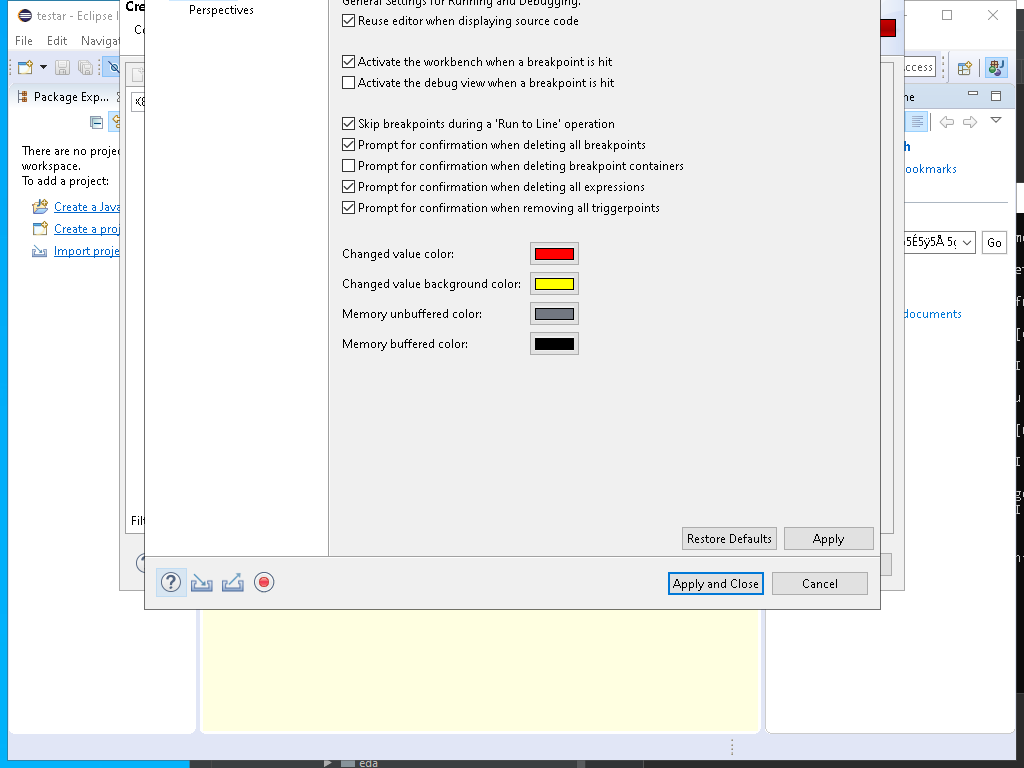 testar - Eclipse I
Cre
Perspectives
General Settings for Running and Debugging.
Reuse editor when displaying source code
File Edit Navigat
Activate the workbench when a breakpoint is hit
Activate the debug view when a breakpoint is hit
ccess
Package Exp...
ne
Skip breakpoints during a 'Run to Line' operation
Prompt for confirmation when deleting all breakpoints
Prompt for confirmation when deleting breakpoint containers
Prompt for confirmation when deleting all expressions
Prompt for confirmation when removing all triggerpoints
There are no projec
workspace.
To add a project:
Create a Java
Create a proj
Import proje
h
ookmarks
Go
documents
Changed value color:
Changed value background color:
Memory unbuffered color:
Memory buffered color:
Filt
Restore Defaults Apply
Apply and Close Cancel
eda